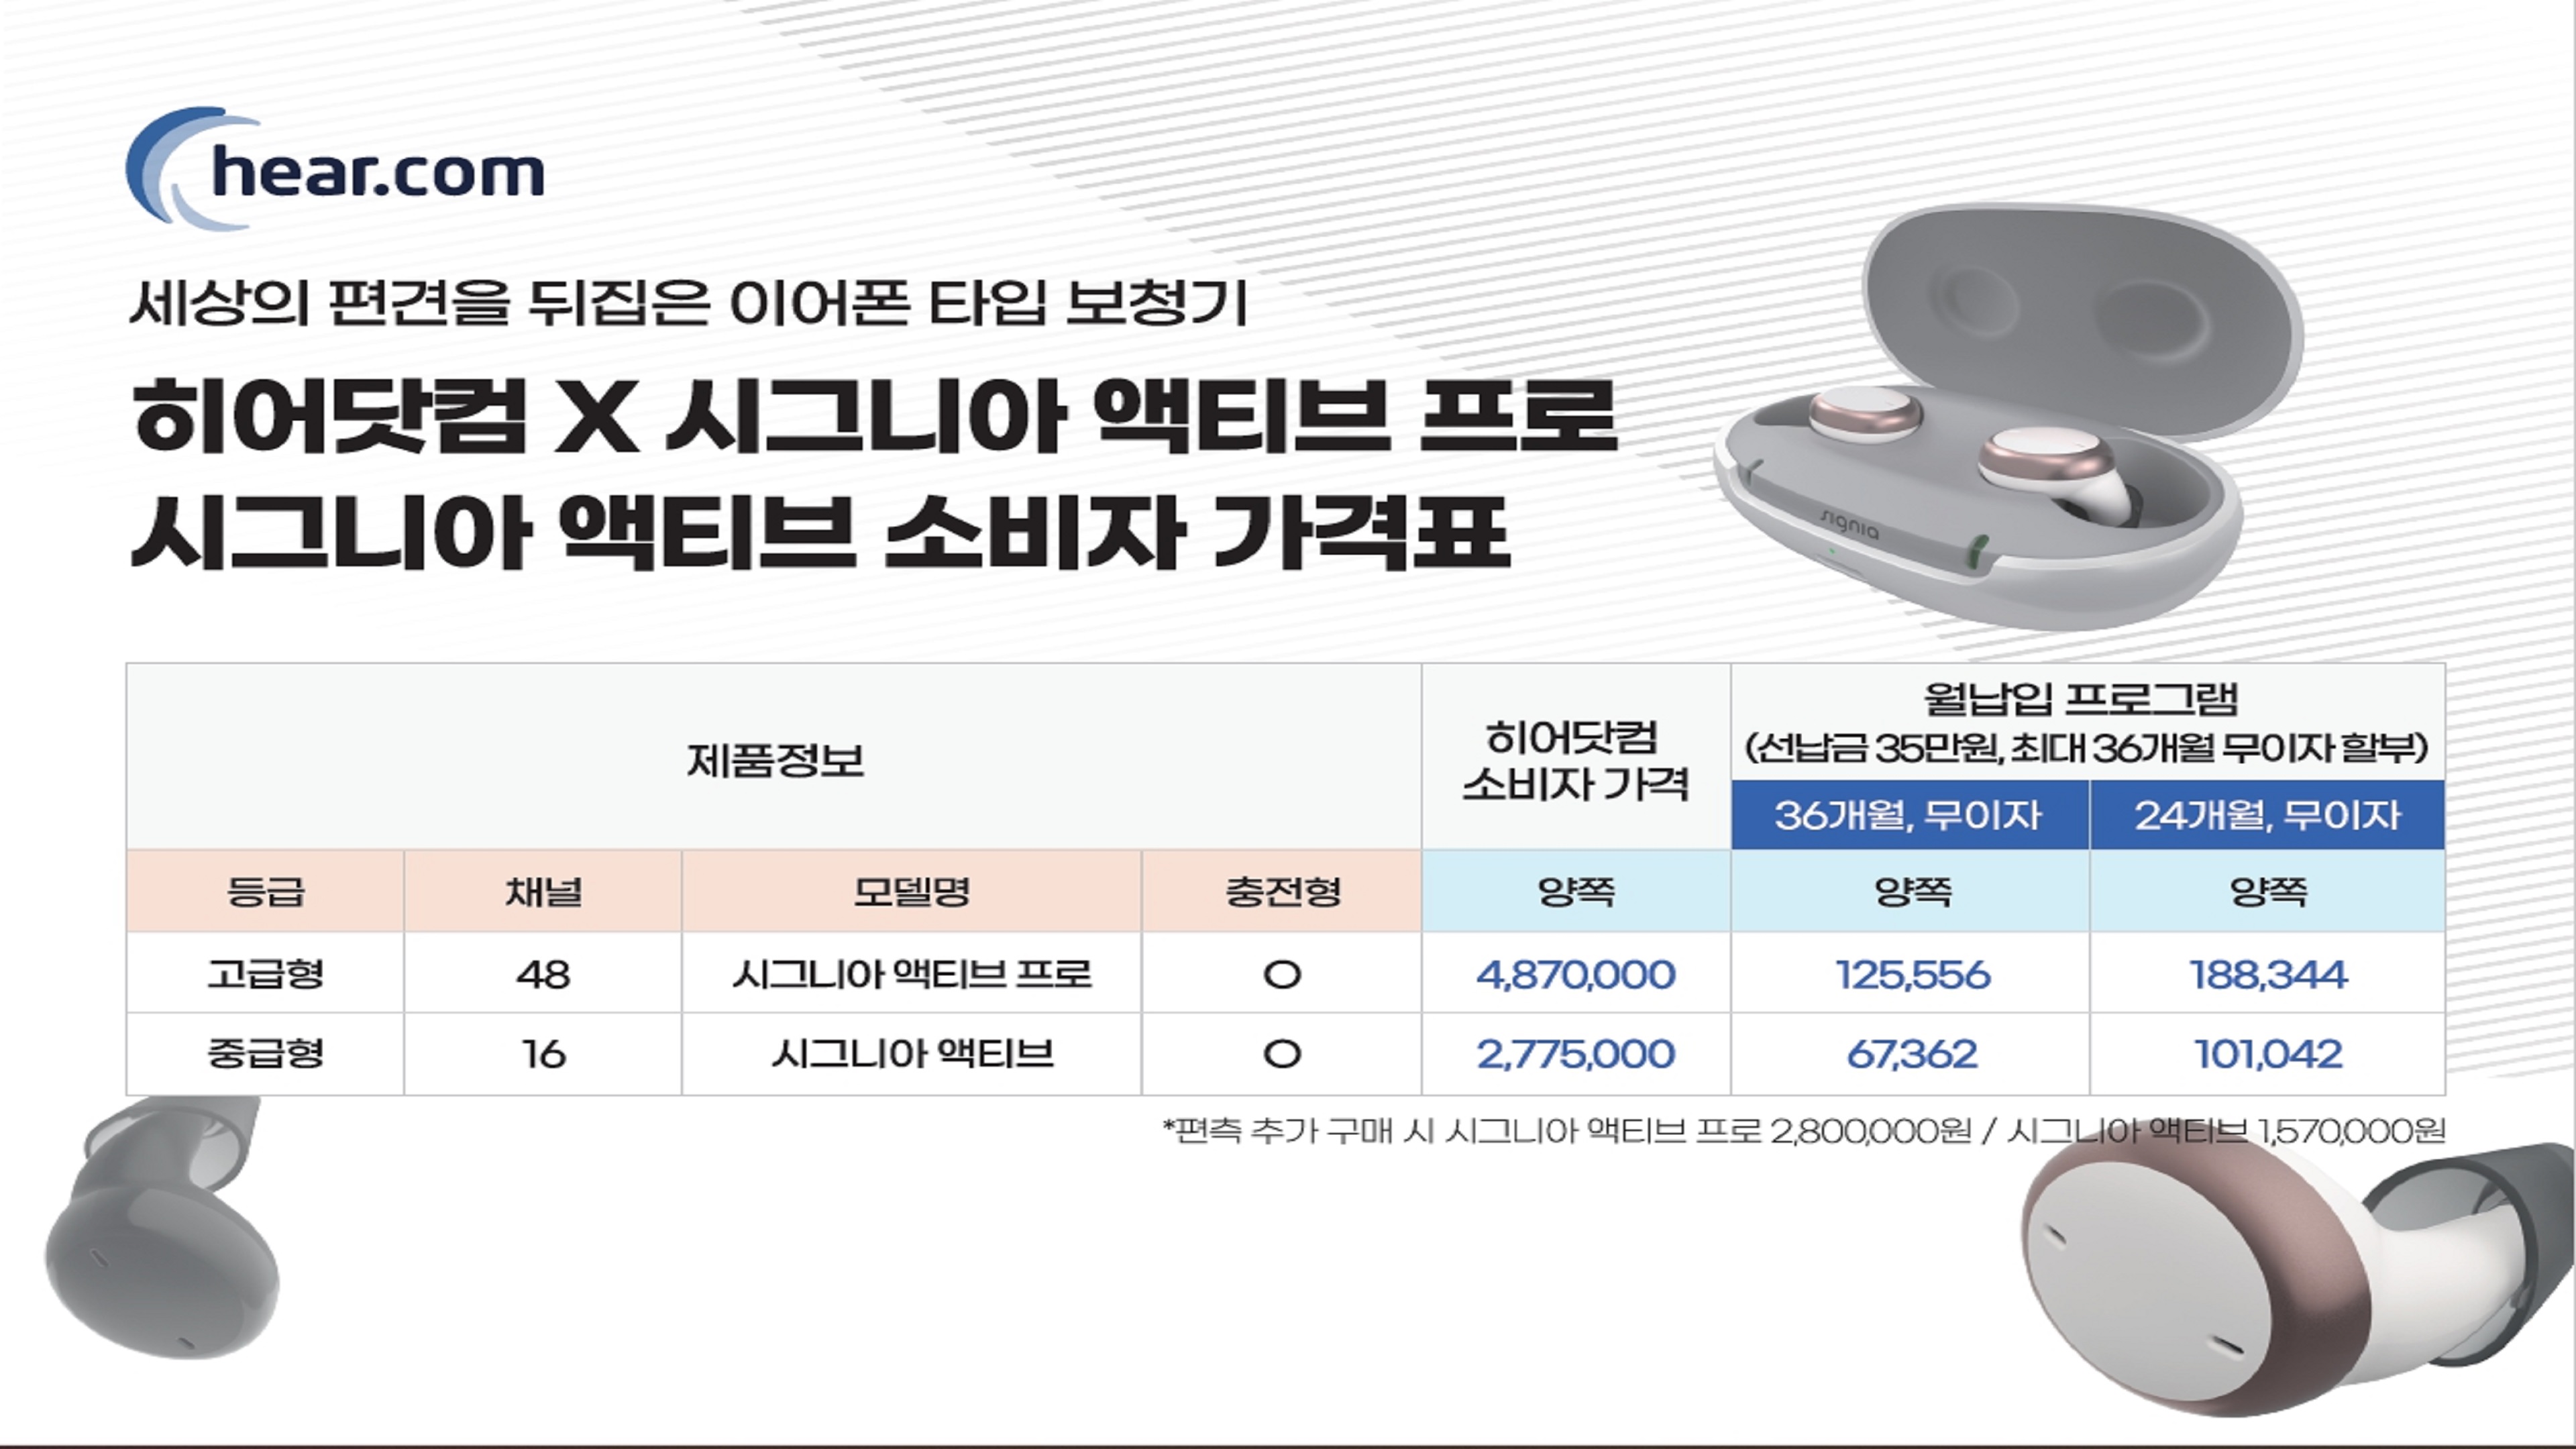 hear.com
세상의 편견을 뒤집은 이어폰 타입 보청기
히어닷컴 X 시그니아 액티브 프로
시그니아 액티브 소비자 가격표
signia
제품정보
히어닷컴
소비자 가격
월납입 프로그램
(선납금 35만원, 최대 36개월 무이자 할부)
36개월, 무이자 24개월, 무이자
등급 채널 모델명 충전형 양쪽 양쪽 양쪽
고급형 48 시그니아 액티브 프로 O 4,870,000 125,556 188,344
중급형 16 시그니아 액티브 O 2,775,000 67,362 101,042
*편측 추가 구매 시 시그니아 액티브 프로 2,800,000원 / 시그니아 액티브 1,570,000원